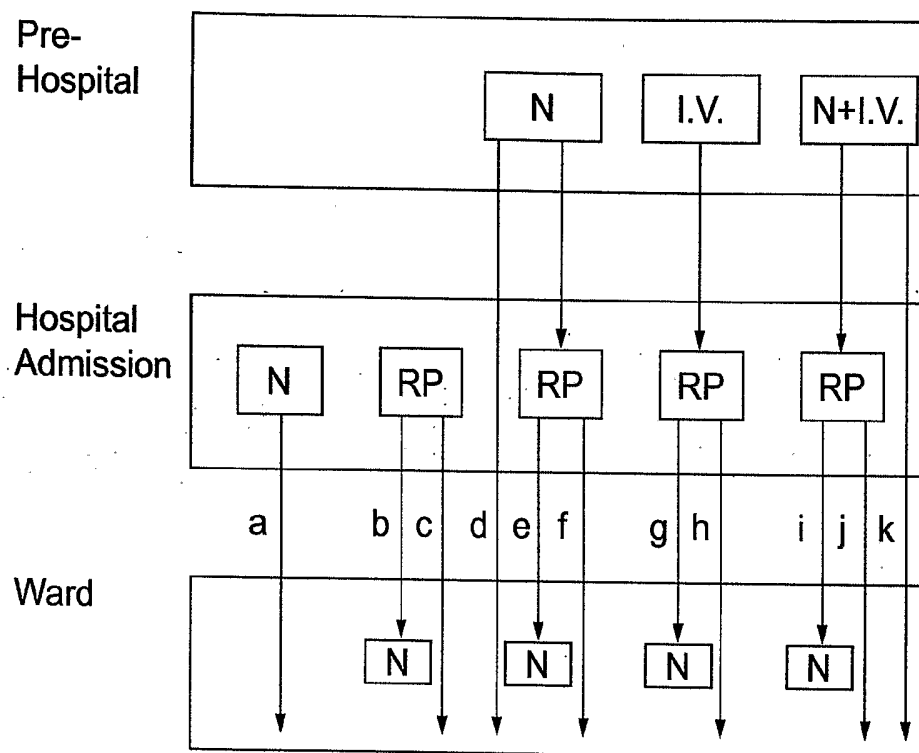 Pre-
Hospital
N I.V. N+I.V.
Hospital
Admission
N RP RP RP RP
a b c d e f g h i j k
Ward
N N N N